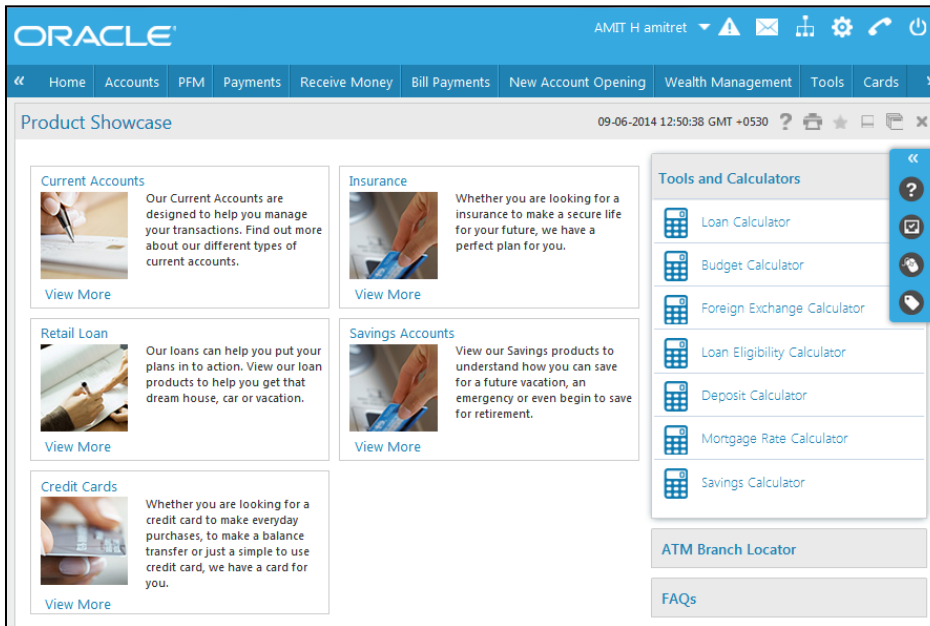 ORACLE
AMIT H amitret
Home Accounts PFM Payments Receive Money Bill Payments New Account Opening Wealth Management Tools Cards
Product Showcase
09-06-2014 12:50:38 GMT +0530
Current Accounts
Our Current Accounts are
designed to help you manage
your transactions. Find out more
about our different types of
current accounts.
View More
Insurance
Whether you are looking for a
insurance to make a secure life
for your future, we have a
perfect plan for you.
View More
Retail Loan
Our loans can help you put your
plans in to action. View our loan
products to help you get that
dream house, car or vacation.
View More
Savings Accounts
View our Savings products to
understand how you can save
for a future vacation, an
emergency or even begin to save
for retirement.
View More
Credit Cards
Whether you are looking for a
credit card to make everyday
purchases, to make a balance
transfer or just a simple to use
credit card, we have a card for
you.
View More
Tools and Calculators
Loan Calculator
Budget Calculator
Foreign Exchange Calculator
Loan Eligibility Calculator
Deposit Calculator
Mortgage Rate Calculator
Savings Calculator
ATM Branch Locator
FAQs